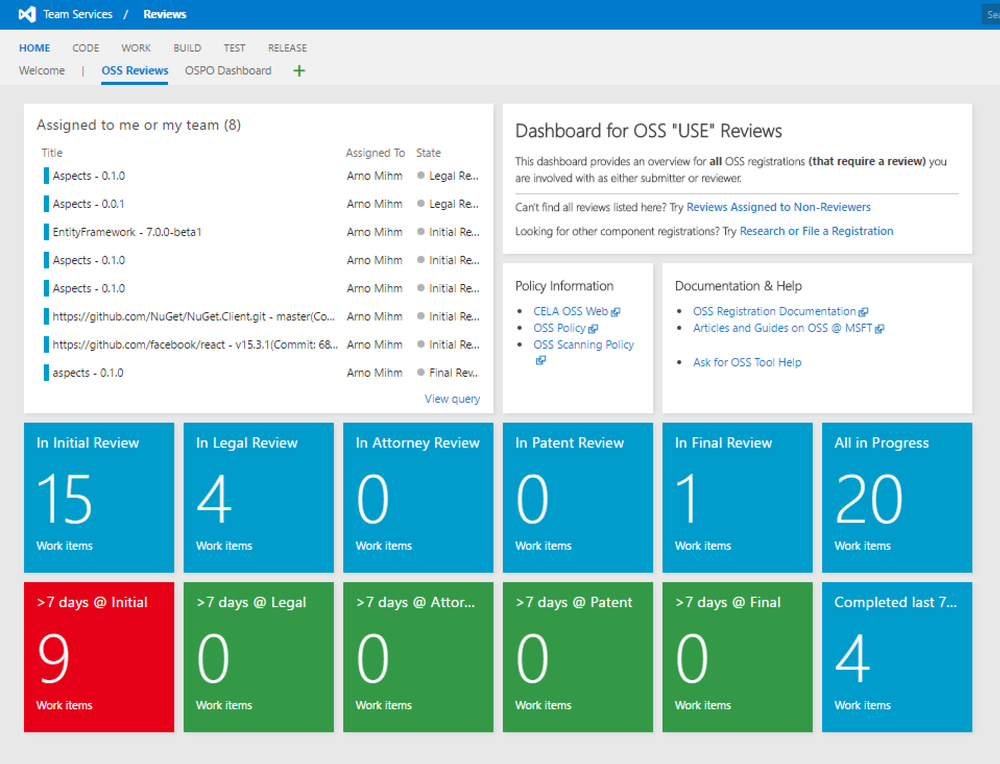 Team Services / Reviews
HOME CODE WORK BUILD TEST RELEASE
Welcome | OSS Reviews OSPO Dashboard +
Assigned to me or my team (8)
Title Assigned To State
Aspects - 0.1.0 Arno Mihm Legal Re...
Aspects - 0.0.1 Arno Mihm Legal Re...
EntityFramework - 7.0.0-beta1 Arno Mihm Initial Re...
Aspects - 0.1.0 Arno Mihm Initial Re...
Aspects - 0.1.0 Arno Mihm Initial Re...
https://github.com/NuGet/NuGet.Client.git - master(Co... Arno Mihm Initial Re...
https://github.com/facebook/react - v15.3.1(Commit: 68... Arno Mihm Initial Re...
aspects - 0.1.0 Arno Mihm Final Rev...
View query
Dashboard for OSS "USE" Reviews
This dashboard provides an overview for all OSS registrations (that require a review) you
are involved with as either submitter or reviewer.
Can't find all reviews listed here? Try Reviews Assigned to Non-Reviewers
Looking for other component registrations? Try Research or File a Registration
Policy Information
• CELA OSS Web
• OSS Policy
• OSS Scanning Policy
Documentation & Help
• OSS Registration Documentation
• Articles and Guides on OSS @ MSFT
• Ask for OSS Tool Help
In Initial Review
15
Work items
In Legal Review
4
Work items
In Attorney Review
0
Work items
In Patent Review
0
Work items
In Final Review
1
Work items
All in Progress
20
Work items
>7 days @ Initial
9
Work items
>7 days @ Legal
0
Work items
>7 days @ Attor...
0
Work items
>7 days @ Patent
0
Work items
>7 days @ Final
0
Work items
Completed last 7...
4
Work items